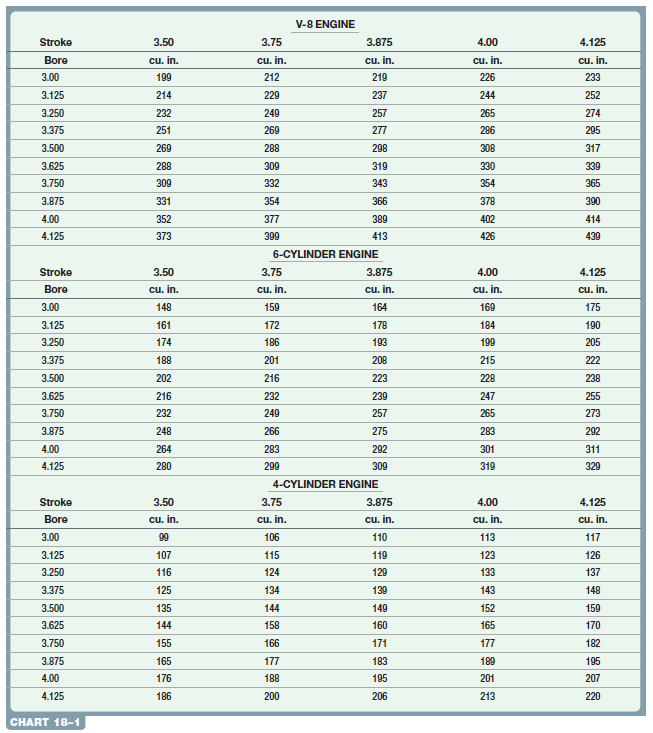 V-8 ENGINE
Stroke 3.50 3.75 3.875 4.00 4.125
Bore cu. in. cu. in. cu. in. cu. in. cu. in.
3.00 199 212 219 226 233
3.125 214 229 237 244 252
3.250 232 249 257 265 274
3.375 251 269 277 286 295
3.500 269 288 298 308 317
3.625 288 309 319 330 339
3.750 309 332 343 354 365
3.875 331 354 366 378 390
4.00 352 377 389 402 414
4.125 373 399 413 426 439
6-CYLINDER ENGINE
Stroke 3.50 3.75 3.875 4.00 4.125
Bore cu. in. cu. in. cu. in. cu. in. cu. in.
3.00 148 159 164 169 175
3.125 161 172 178 184 190
3.250 174 186 193 199 205
3.375 188 201 208 215 222
3.500 202 216 223 228 238
3.625 216 232 239 247 255
3.750 232 249 257 265 273
3.875 248 266 275 283 292
4.00 264 283 292 301 311
4.125 280 299 309 319 329
4-CYLINDER ENGINE
Stroke 3.50 3.75 3.875 4.00 4.125
Bore cu. in. cu. in. cu. in. cu. in. cu. in.
3.00 99 106 110 113 117
3.125 107 115 119 123 126
3.250 116 124 129 133 137
3.375 125 134 139 143 148
3.500 135 144 149 152 159
3.625 144 158 160 165 170
3.750 155 166 171 177 182
3.875 165 177 183 189 195
4.00 176 188 195 201 207
4.125 186 200 206 213 220
CHART 18–1